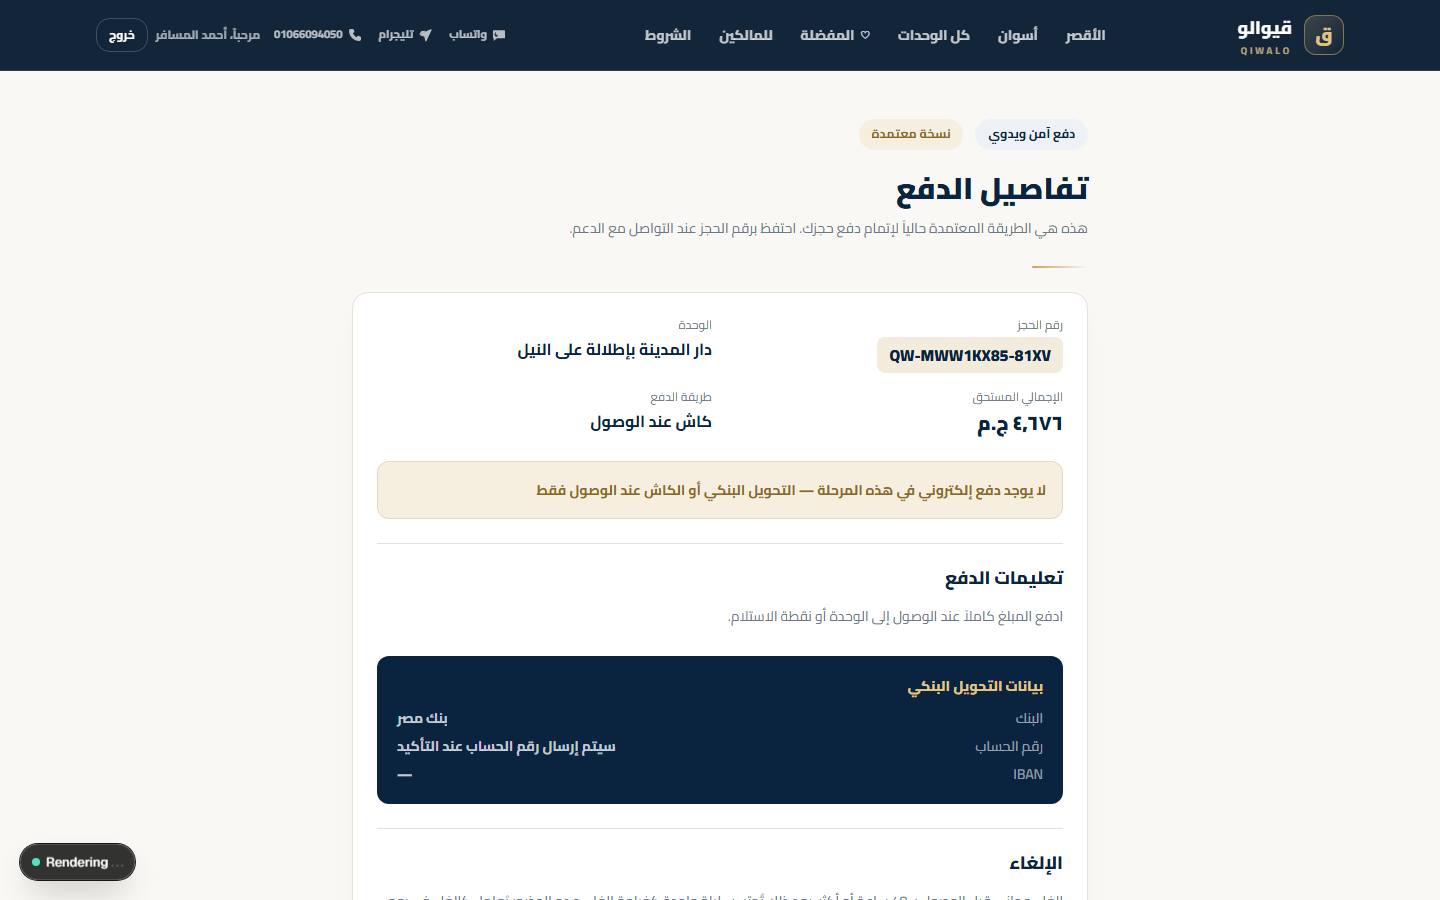 ق
قيوالو
QIWALO
الأقصر
أسوان
كل الوحدات
المفضلة
للمالكين
الشروط
واتساب
تليجرام
01066094050
مرحباً، أحمد المسافر
خروج
دفع آمن ويدوي
نسخة معتمدة
تفاصيل الدفع
هذه هي الطريقة المعتمدة حالياً لإتمام دفع حجزك. احتفظ برقم الحجز عند التواصل مع الدعم.
رقم الحجز
QW-MWW1KX85-81XV
الوحدة
دار المدينة بإطلالة على النيل
الإجمالي المستحق
٤٬٦٧٦ ج.م
طريقة الدفع
كاش عند الوصول
لا يوجد دفع إلكتروني في هذه المرحلة — التحويل البنكي أو الكاش عند الوصول فقط
تعليمات الدفع
ادفع المبلغ كاملاً عند الوصول إلى الوحدة أو نقطة الاستلام.
بيانات التحويل البنكي
البنك
بنك مصر
رقم الحساب
سيتم إرسال رقم الحساب عند التأكيد
IBAN
—
الإلغاء
Rendering ...